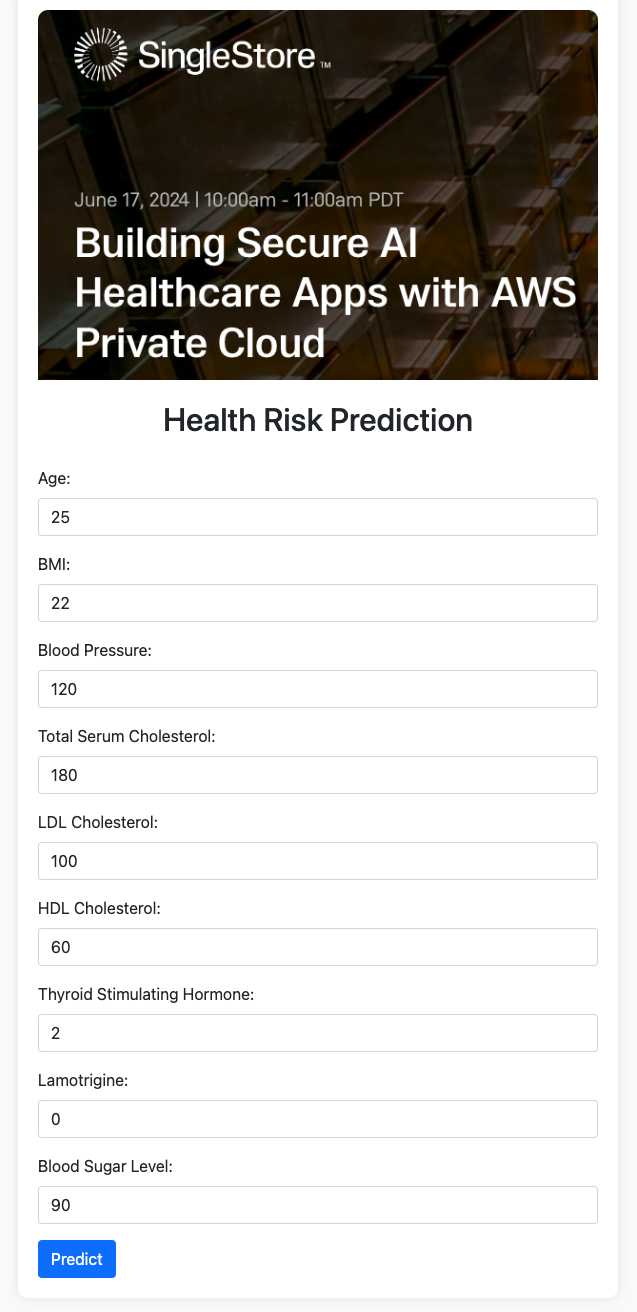 SingleStore™
June 17, 2024 | 10:00am - 11:00am PDT
Building Secure AI
Healthcare Apps with AWS
Private Cloud
Health Risk Prediction
Age:
25
BMI:
22
Blood Pressure:
120
Total Serum Cholesterol:
180
LDL Cholesterol:
100
HDL Cholesterol:
60
Thyroid Stimulating Hormone:
2
Lamotrigine:
0
Blood Sugar Level:
90
Predict